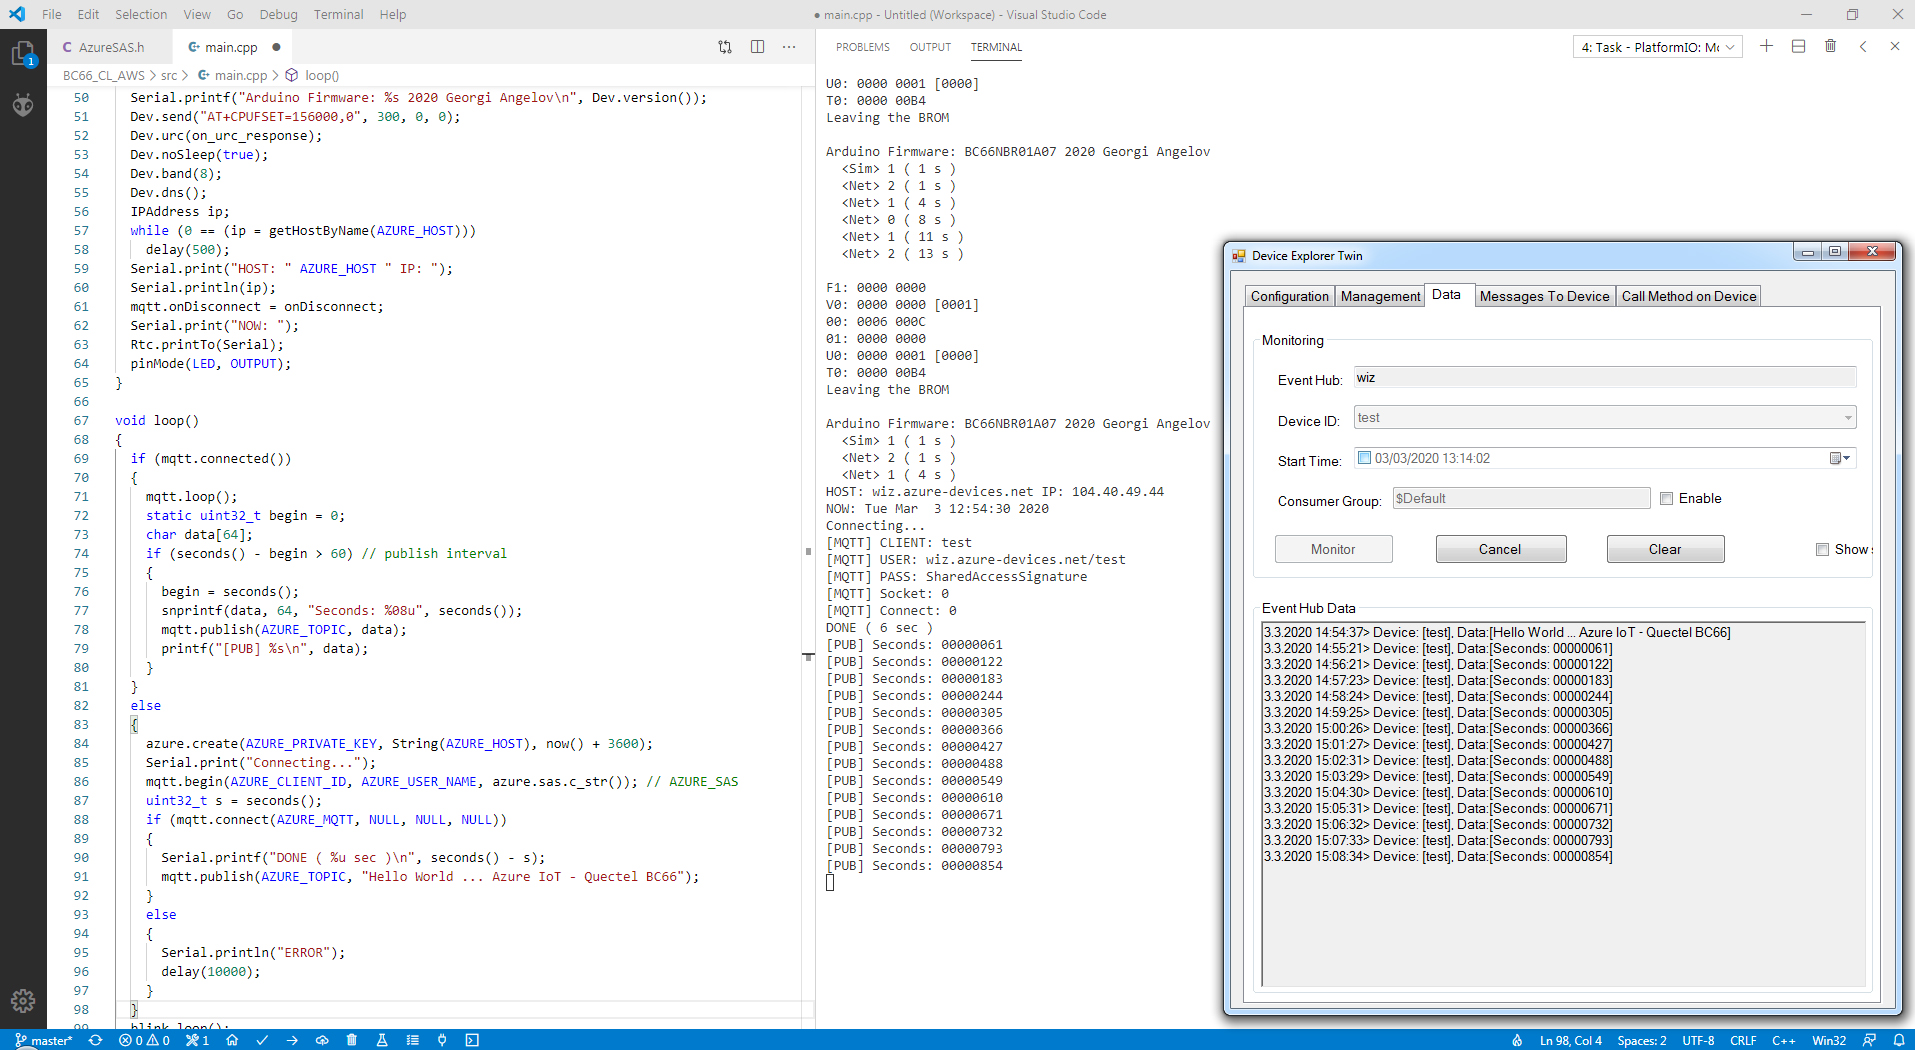 File Edit Selection View Go Debug Terminal Help
● main.cpp - Untitled (Workspace) - Visual Studio Code
1
C AzureSAS.h
main.cpp ●
BC66_CL_AWS > src > main.cpp > loop()
50 Serial.printf("Arduino Firmware: %s 2020 Georgi Angelov\n", Dev.version());
51 Dev.send("AT+CPUFSET=156000,0", 300, 0, 0);
52 Dev.urc(on_urc_response);
53 Dev.noSleep(true);
54 Dev.band(8);
55 Dev.dns();
56 IPAddress ip;
57 while (0 == (ip = getHostByName(AZURE_HOST)))
58 delay(500);
59 Serial.print("HOST: " AZURE_HOST " IP: ");
60 Serial.println(ip);
61 mqtt.onDisconnect = onDisconnect;
62 Serial.print("NOW: ");
63 Rtc.printTo(Serial);
64 pinMode(LED, OUTPUT);
65 }
66
67 void loop()
68 {
69 if (mqtt.connected())
70 {
71 mqtt.loop();
72 static uint32_t begin = 0;
73 char data[64];
74 if (seconds() - begin > 60) // publish interval
75 {
76 begin = seconds();
77 snprintf(data, 64, "Seconds: %08u", seconds());
78 mqtt.publish(AZURE_TOPIC, data);
79 printf("[PUB] %s\n", data);
80 }
81 }
82 else
83 {
84 azure.create(AZURE_PRIVATE_KEY, String(AZURE_HOST), now() + 3600);
85 Serial.print("Connecting...");
86 mqtt.begin(AZURE_CLIENT_ID, AZURE_USER_NAME, azure.sas.c_str()); // AZURE_SAS
87 uint32_t s = seconds();
88 if (mqtt.connect(AZURE_MQTT, NULL, NULL, NULL))
89 {
90 Serial.printf("DONE ( %u sec )\n", seconds() - s);
91 mqtt.publish(AZURE_TOPIC, "Hello World ... Azure IoT - Quectel BC66");
92 }
93 else
94 {
95 Serial.println("ERROR");
96 delay(10000);
97 }
98 }
99 blink_loop();
PROBLEMS OUTPUT TERMINAL
4: Task - PlatformIO: Mc
U0: 0000 0001 [0000]
T0: 0000 00B4
Leaving the BROM
Arduino Firmware: BC66NBR01A07 2020 Georgi Angelov
<Sim> 1 ( 1 s )
<Net> 2 ( 1 s )
<Net> 1 ( 4 s )
<Net> 0 ( 8 s )
<Net> 1 ( 11 s )
<Net> 2 ( 13 s )
F1: 0000 0000
V0: 0000 0000 [0001]
00: 0006 000C
01: 0000 0000
U0: 0000 0001 [0000]
T0: 0000 00B4
Leaving the BROM
Arduino Firmware: BC66NBR01A07 2020 Georgi Angelov
<Sim> 1 ( 1 s )
<Net> 2 ( 1 s )
<Net> 1 ( 4 s )
HOST: wiz.azure-devices.net IP: 104.40.49.44
NOW: Tue Mar  3 12:54:30 2020
Connecting...
[MQTT] CLIENT: test
[MQTT] USER: wiz.azure-devices.net/test
[MQTT] PASS: SharedAccessSignature
[MQTT] Socket: 0
[MQTT] Connect: 0
DONE ( 6 sec )
[PUB] Seconds: 00000061
[PUB] Seconds: 00000122
[PUB] Seconds: 00000183
[PUB] Seconds: 00000244
[PUB] Seconds: 00000305
[PUB] Seconds: 00000366
[PUB] Seconds: 00000427
[PUB] Seconds: 00000488
[PUB] Seconds: 00000549
[PUB] Seconds: 00000610
[PUB] Seconds: 00000671
[PUB] Seconds: 00000732
[PUB] Seconds: 00000793
[PUB] Seconds: 00000854
Device Explorer Twin
Configuration Management Data Messages To Device Call Method on Device
Monitoring
Event Hub: wiz
Device ID: test
Start Time: 03/03/2020 13:14:02
Consumer Group: $Default Enable
Monitor Cancel Clear Show
Event Hub Data
3.3.2020 14:54:37> Device: [test], Data:[Hello World ... Azure IoT - Quectel BC66]
3.3.2020 14:55:21> Device: [test], Data:[Seconds: 00000061]
3.3.2020 14:56:21> Device: [test], Data:[Seconds: 00000122]
3.3.2020 14:57:23> Device: [test], Data:[Seconds: 00000183]
3.3.2020 14:58:24> Device: [test], Data:[Seconds: 00000244]
3.3.2020 14:59:25> Device: [test], Data:[Seconds: 00000305]
3.3.2020 15:00:26> Device: [test], Data:[Seconds: 00000366]
3.3.2020 15:01:27> Device: [test], Data:[Seconds: 00000427]
3.3.2020 15:02:31> Device: [test], Data:[Seconds: 00000488]
3.3.2020 15:03:29> Device: [test], Data:[Seconds: 00000549]
3.3.2020 15:04:30> Device: [test], Data:[Seconds: 00000610]
3.3.2020 15:05:31> Device: [test], Data:[Seconds: 00000671]
3.3.2020 15:06:32> Device: [test], Data:[Seconds: 00000732]
3.3.2020 15:07:33> Device: [test], Data:[Seconds: 00000793]
3.3.2020 15:08:34> Device: [test], Data:[Seconds: 00000854]
master* 0 0 1
Ln 98, Col 4 Spaces: 2 UTF-8 CRLF C++ Win32